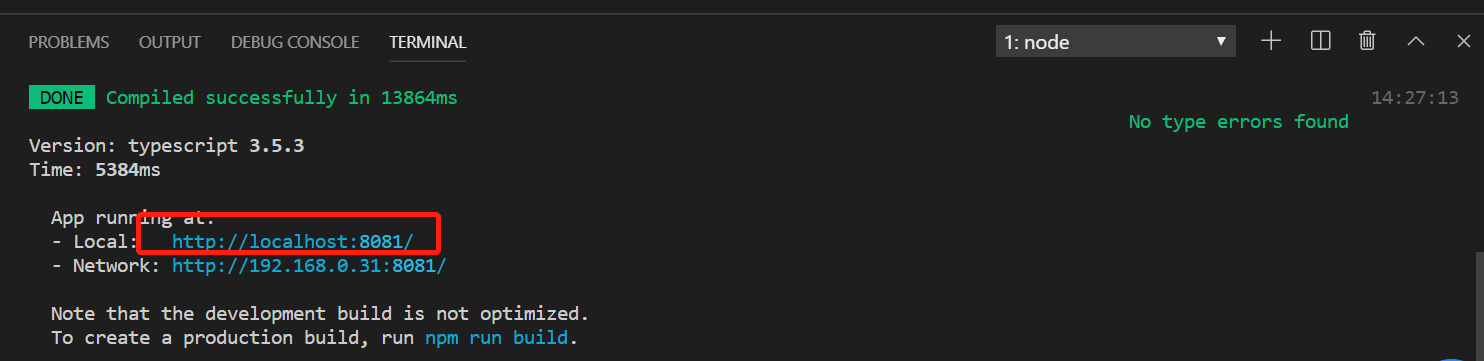 PROBLEMS OUTPUT DEBUG CONSOLE TERMINAL 1: node
DONE Compiled successfully in 13864ms 14:27:13
No type errors found
Version: typescript 3.5.3
Time: 5384ms
App running at:
- Local: http://localhost:8081/
- Network: http://192.168.0.31:8081/
Note that the development build is not optimized.
To create a production build, run npm run build.